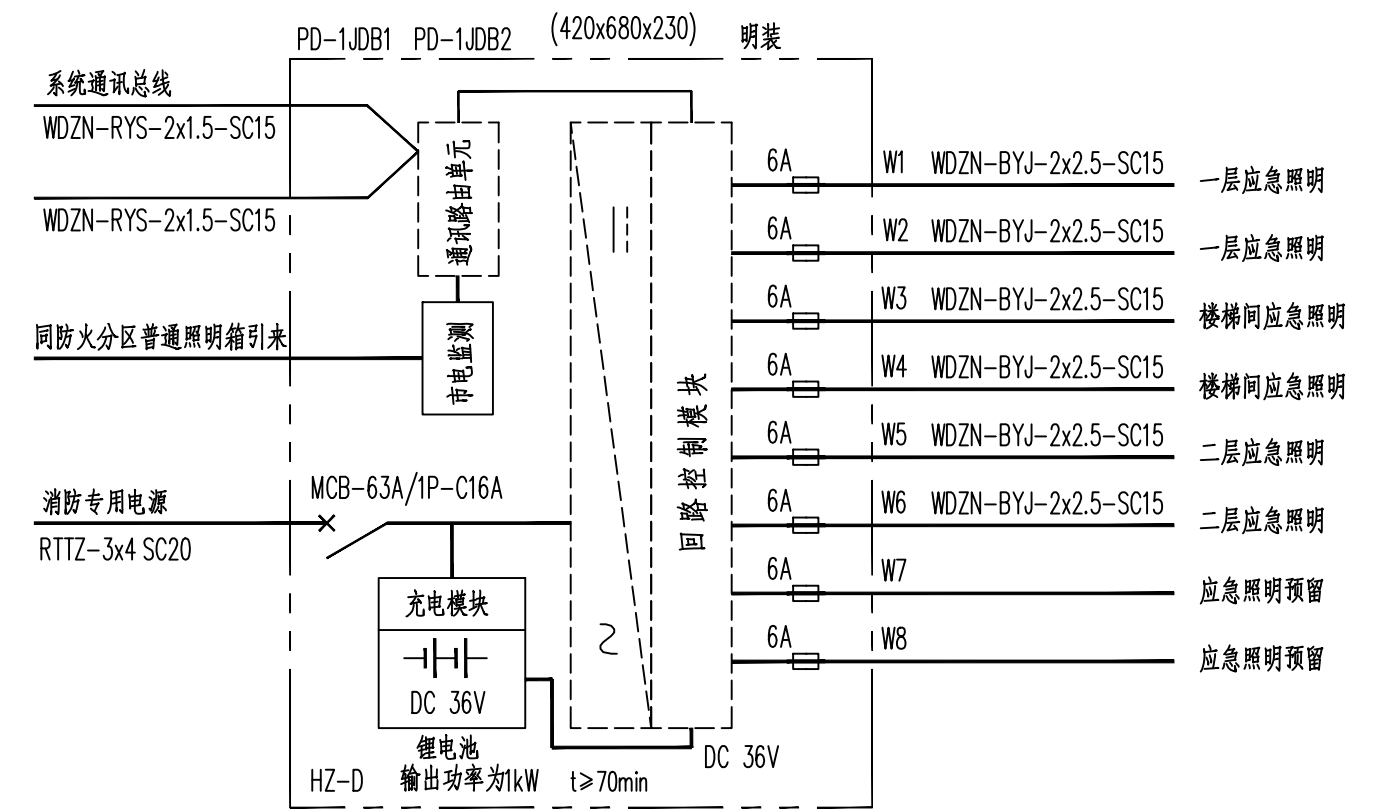 PD-1JDB1 PD-1JDB2 (420x680x230) 明装
系统通讯总线
WDZN-RYS-2x1.5-SC15
WDZN-RYS-2x1.5-SC15
通讯路由单元
同防火分区普通照明箱引来
市电监测
消防专用电源
RTTZ-3x4 SC20
MCB-63A/1P-C16A
充电模块
DC 36V
锂电池
输出功率为1kW t≥70min
HZ-D
回路控制模块
DC 36V
6A W1 WDZN-BYJ-2x2.5-SC15 一层应急照明
6A W2 WDZN-BYJ-2x2.5-SC15 一层应急照明
6A W3 WDZN-BYJ-2x2.5-SC15 楼梯间应急照明
6A W4 WDZN-BYJ-2x2.5-SC15 楼梯间应急照明
6A W5 WDZN-BYJ-2x2.5-SC15 二层应急照明
6A W6 WDZN-BYJ-2x2.5-SC15 二层应急照明
6A W7 应急照明预留
6A W8 应急照明预留